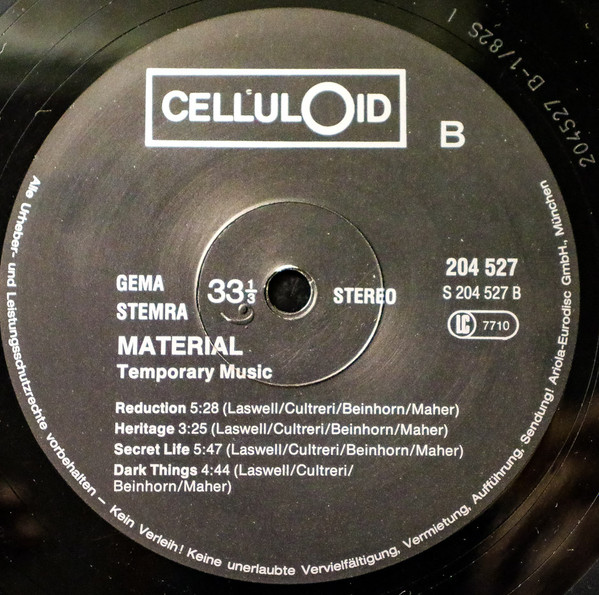 CELLULOID
B
204527 B-1/82S I
GEMA
STEMRA
33 1/3
STEREO
204 527
S 204 527 B
LC 7710
MATERIAL
Temporary Music
Reduction 5:28 (Laswell/Cultreri/Beinhorn/Maher)
Heritage 3:25 (Laswell/Cultreri/Beinhorn/Maher)
Secret Life 5:47 (Laswell/Cultreri/Beinhorn/Maher)
Dark Things 4:44 (Laswell/Cultreri/
Beinhorn/Maher)
Alle Urheber- und Leistungsschutzrechte vorbehalten – Kein Verleih! Keine unerlaubte Vervielfältigung, Vermietung, Aufführung, Sendung! Ariola-Eurodisc GmbH., München